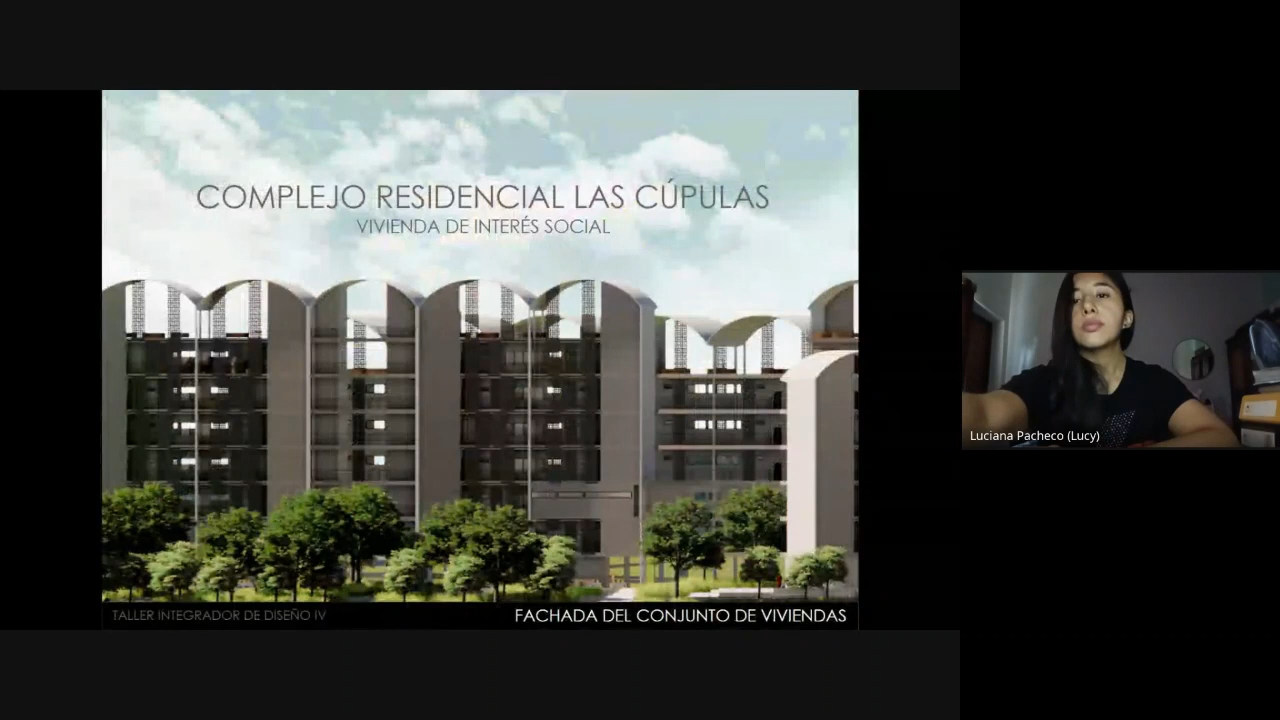 COMPLEJO RESIDENCIAL LAS CÚPULAS
VIVIENDA DE INTERÉS SOCIAL
TALLER INTEGRADOR DE DISEÑO IV
FACHADA DEL CONJUNTO DE VIVIENDAS
Luciana Pacheco (Lucy)